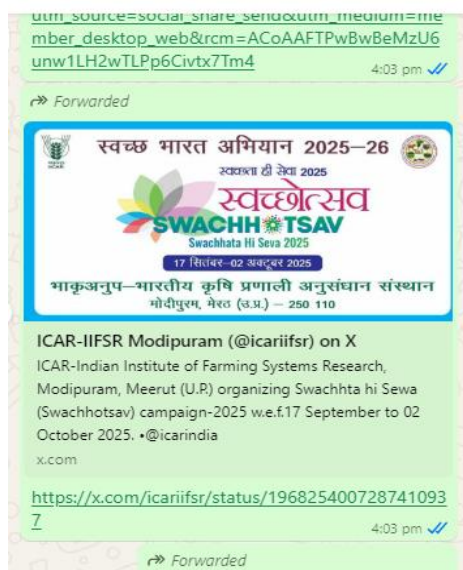 utm_source=social_share_send&utm_medium=me
mber_desktop_web&rcm=ACoAAFTPwBwBeMzU6
unw1LH2wTLPp6Civtx7Tm4
4:03 pm
Forwarded
स्वच्छ भारत अभियान 2025–26
स्वच्छता ही सेवा 2025
स्वच्छोत्सव
SWACHHOTSAV
Swachhata Hi Seva 2025
17 सितंबर–02 अक्टूबर 2025
भाकृअनुप–भारतीय कृषि प्रणाली अनुसंधान संस्थान
मोदीपुरम, मेरठ (उ.प्र.) – 250 110
ICAR-IIFSR Modipuram (@icariifsr) on X
ICAR-Indian Institute of Farming Systems Research,
Modipuram, Meerut (U.P.) organizing Swachhta hi Sewa
(Swachhotsav) campaign-2025 w.e.f.17 September to 02
October 2025. •@icarindia
x.com
https://x.com/icariifsr/status/196825400728741093
7
4:03 pm
Forwarded